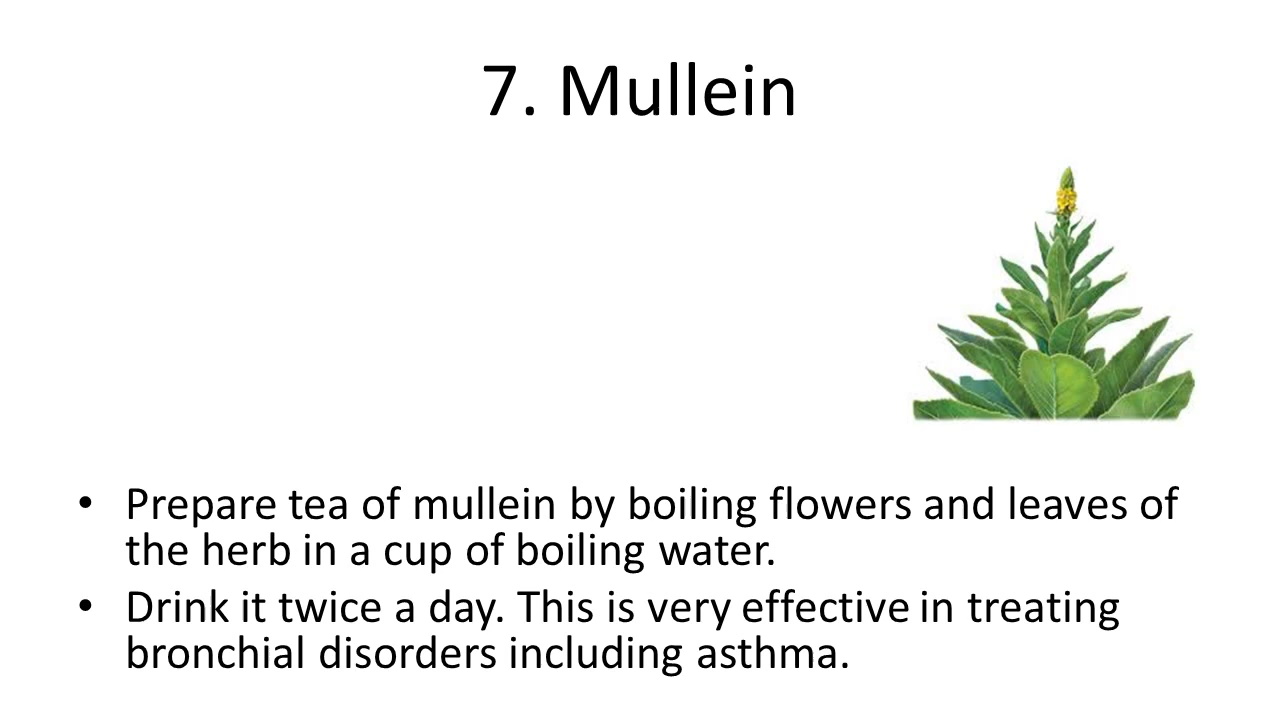 7. Mullein
• Prepare tea of mullein by boiling flowers and leaves of
the herb in a cup of boiling water.
• Drink it twice a day. This is very effective in treating
bronchial disorders including asthma.